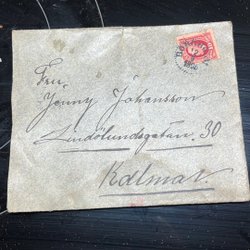 Fru,
Jenny Johansson
Lindölundsgatan. 30
Kalmar.